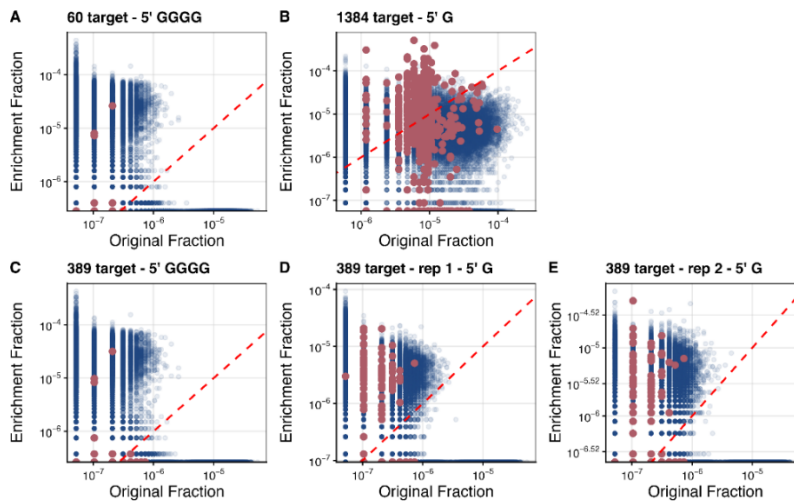 A 60 target - 5' GGGG
B 1384 target - 5' G
Enrichment Fraction
10⁻⁴
10⁻⁵
10⁻⁶
10⁻⁷ 10⁻⁶ 10⁻⁵
Original Fraction
Enrichment Fraction
10⁻⁴
10⁻⁵
10⁻⁶
10⁻⁷
10⁻⁶ 10⁻⁵ 10⁻⁴
Original Fraction
C 389 target - 5' GGGG
D 389 target - rep 1 - 5' G
E 389 target - rep 2 - 5' G
Enrichment Fraction
10⁻⁴
10⁻⁵
10⁻⁶
10⁻⁷ 10⁻⁶ 10⁻⁵
Original Fraction
Enrichment Fraction
10⁻⁴
10⁻⁵
10⁻⁶
10⁻⁷
10⁻⁷ 10⁻⁶ 10⁻⁵
Original Fraction
Enrichment Fraction
10⁻⁴·⁵²
10⁻⁵
10⁻⁵·⁵²
10⁻⁶
10⁻⁶·⁵²
10⁻⁷ 10⁻⁶ 10⁻⁵
Original Fraction